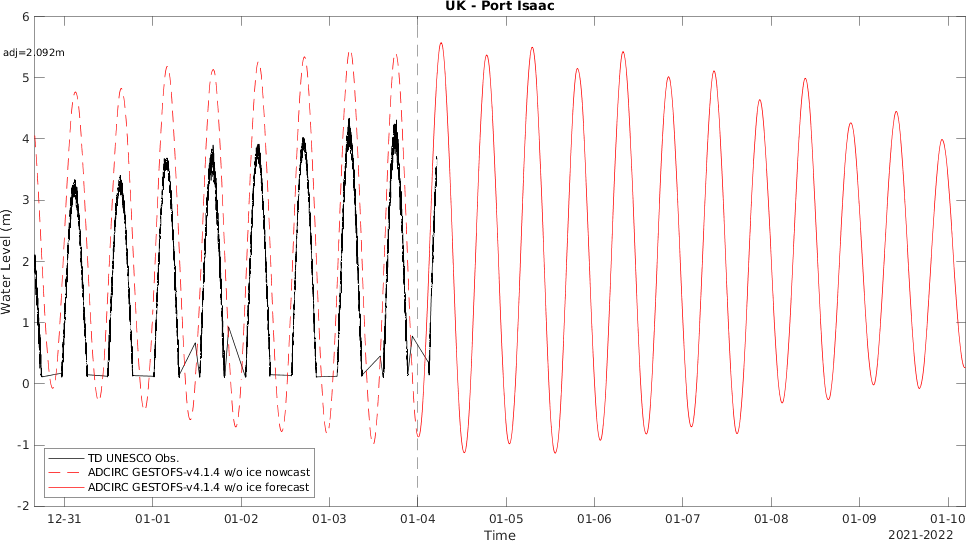 UK - Port Isaac
adj=2.092m
6
5
4
3
2
1
0
-1
-2
Water Level (m)
TD UNESCO Obs.
ADCIRC GESTOFS-v4.1.4 w/o ice nowcast
ADCIRC GESTOFS-v4.1.4 w/o ice forecast
12-31 01-01 01-02 01-03 01-04 01-05 01-06 01-07 01-08 01-09 01-10
Time
2021-2022